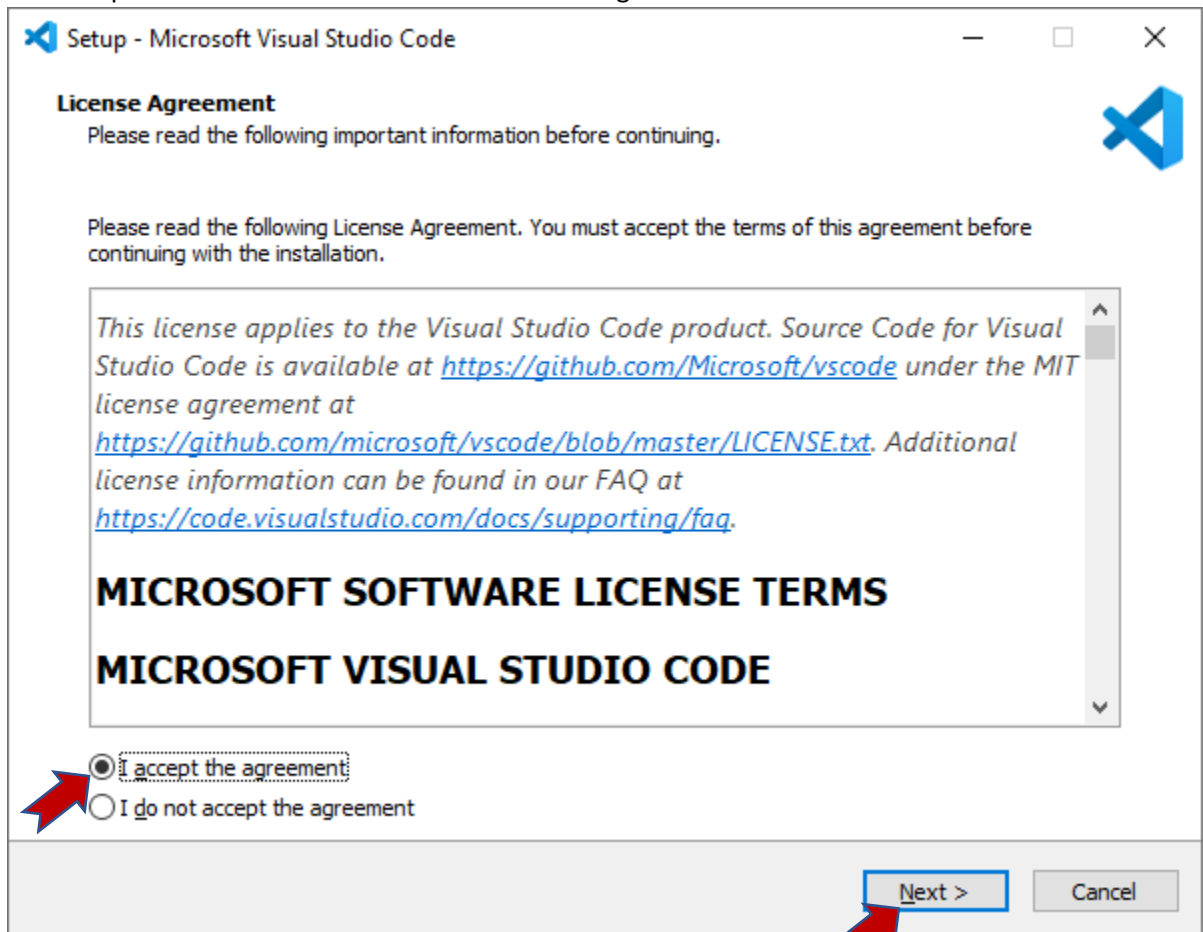 Setup - Microsoft Visual Studio Code
License Agreement
Please read the following important information before continuing.
Please read the following License Agreement. You must accept the terms of this agreement before
continuing with the installation.
This license applies to the Visual Studio Code product. Source Code for Visual
Studio Code is available at https://github.com/Microsoft/vscode under the MIT
license agreement at
https://github.com/microsoft/vscode/blob/master/LICENSE.txt. Additional
license information can be found in our FAQ at
https://code.visualstudio.com/docs/supporting/faq.
MICROSOFT SOFTWARE LICENSE TERMS
MICROSOFT VISUAL STUDIO CODE
I accept the agreement
I do not accept the agreement
Next >
Cancel